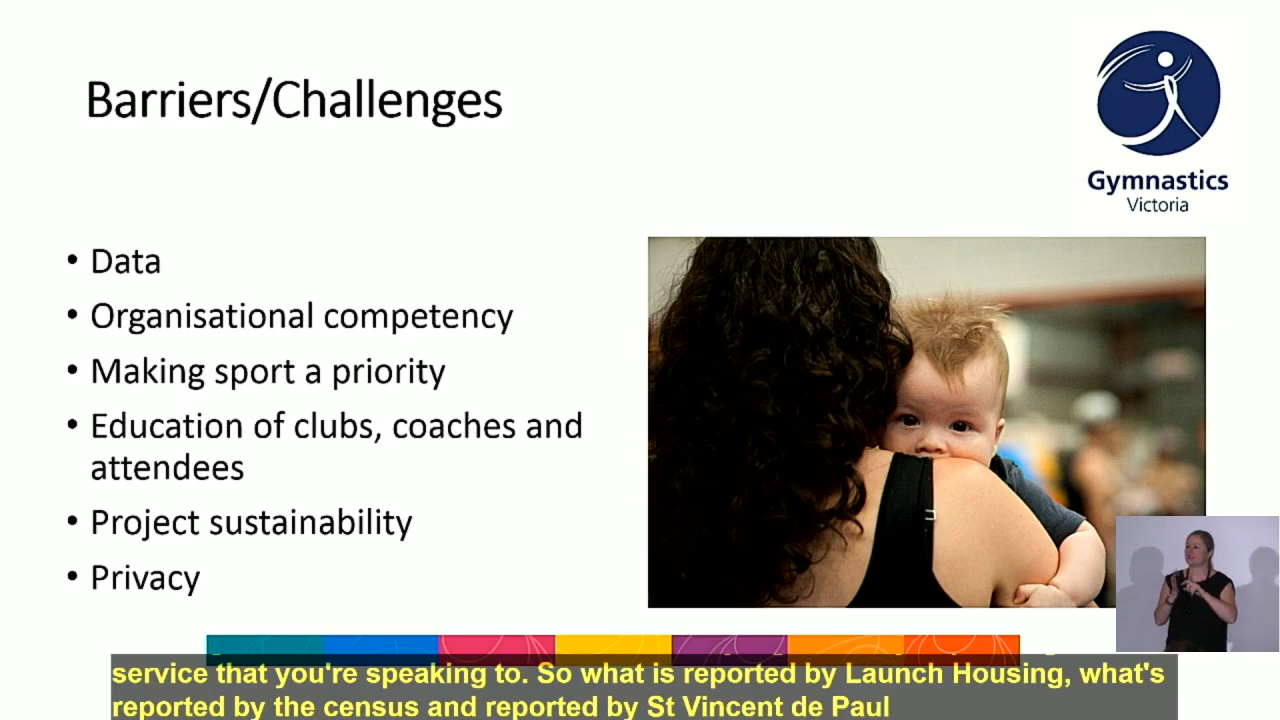 Barriers/Challenges
Gymnastics
Victoria
• Data
• Organisational competency
• Making sport a priority
• Education of clubs, coaches and
attendees
• Project sustainability
• Privacy
service that you're speaking to. So what is reported by Launch Housing, what's
reported by the census and reported by St Vincent de Paul